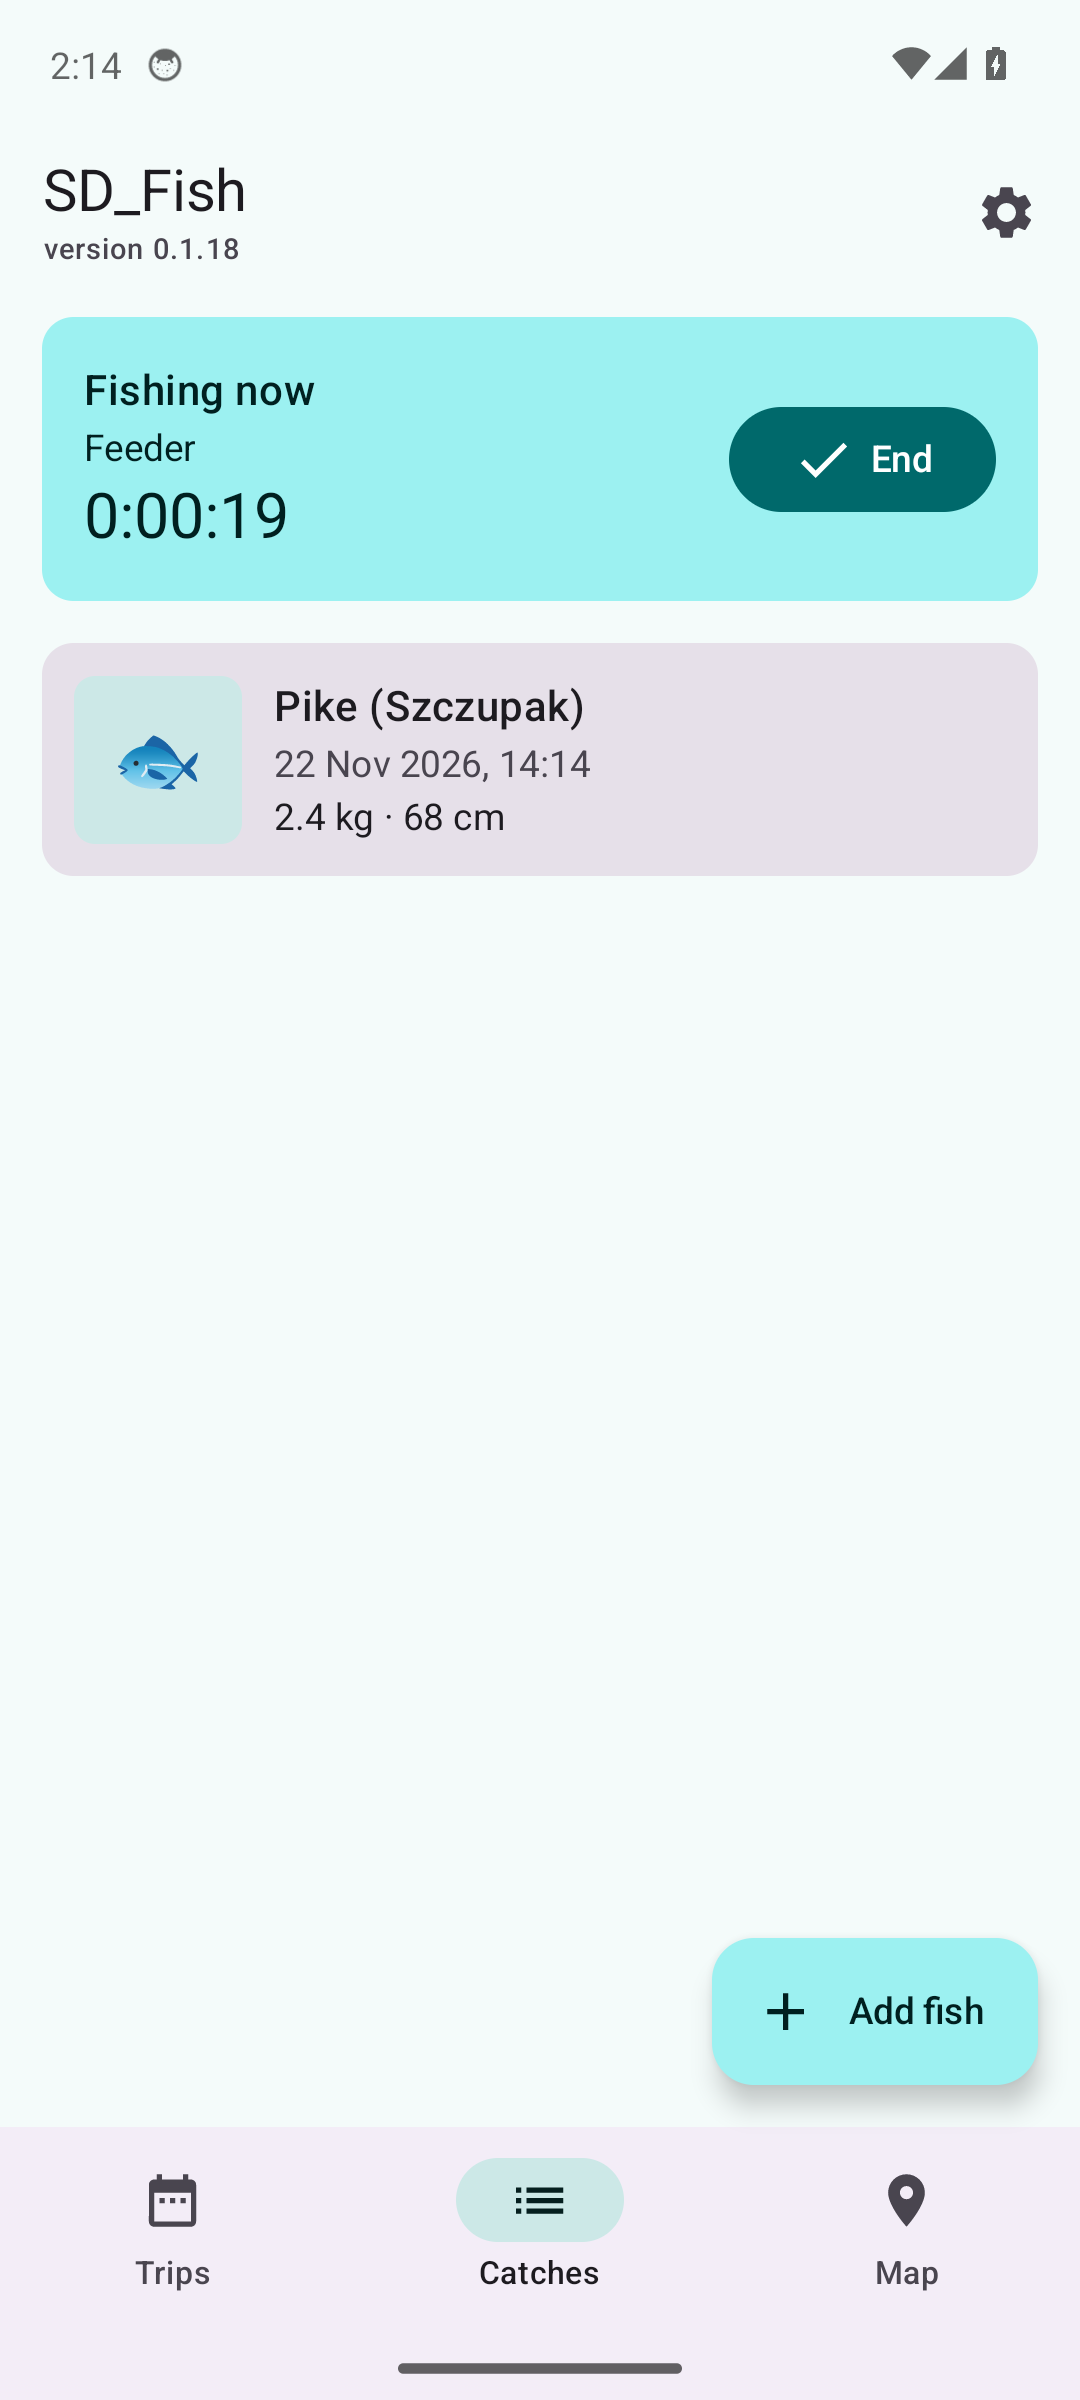 2:14
SD_Fish
version 0.1.18
Fishing now
Feeder
0:00:19
End
Pike (Szczupak)
22 Nov 2026, 14:14
2.4 kg · 68 cm
Add fish
Trips
Catches
Map